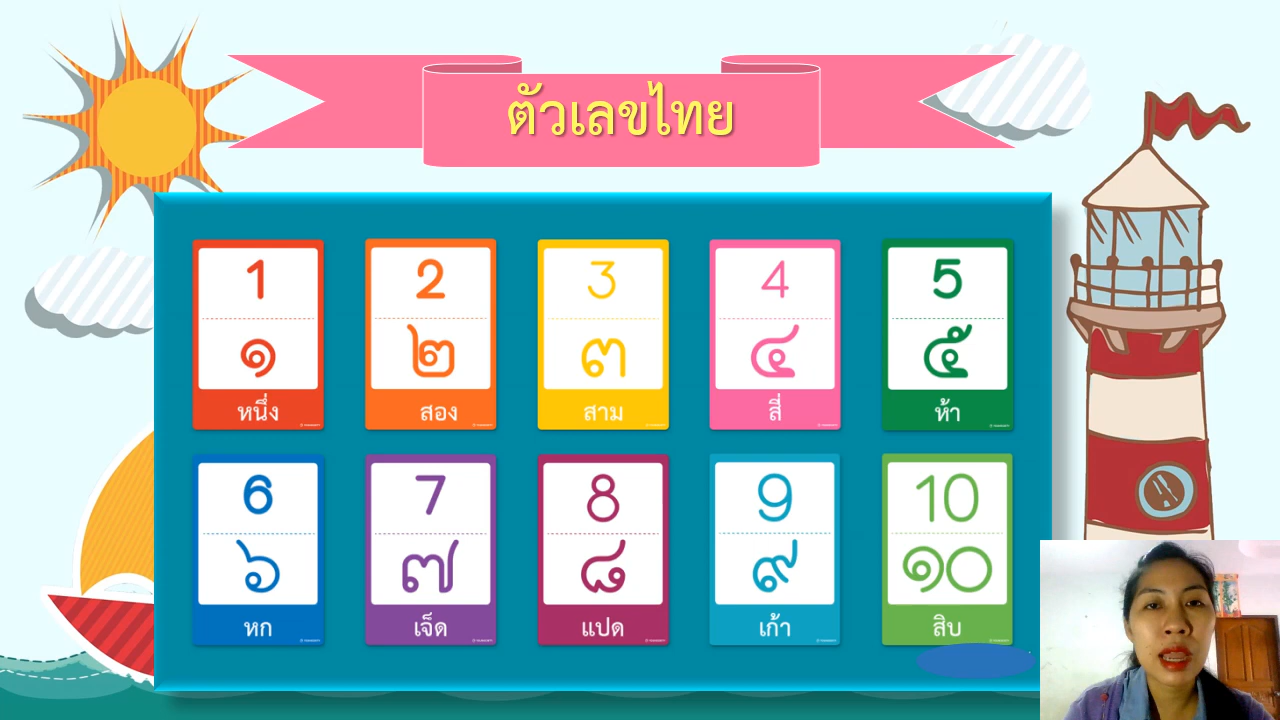 ตัวเลขไทย
1
๑
หนึ่ง
2
๒
สอง
3
๓
สาม
4
๔
สี่
5
๕
ห้า
6
๖
หก
7
๗
เจ็ด
8
๘
แปด
9
๙
เก้า
10
๑๐
สิบ